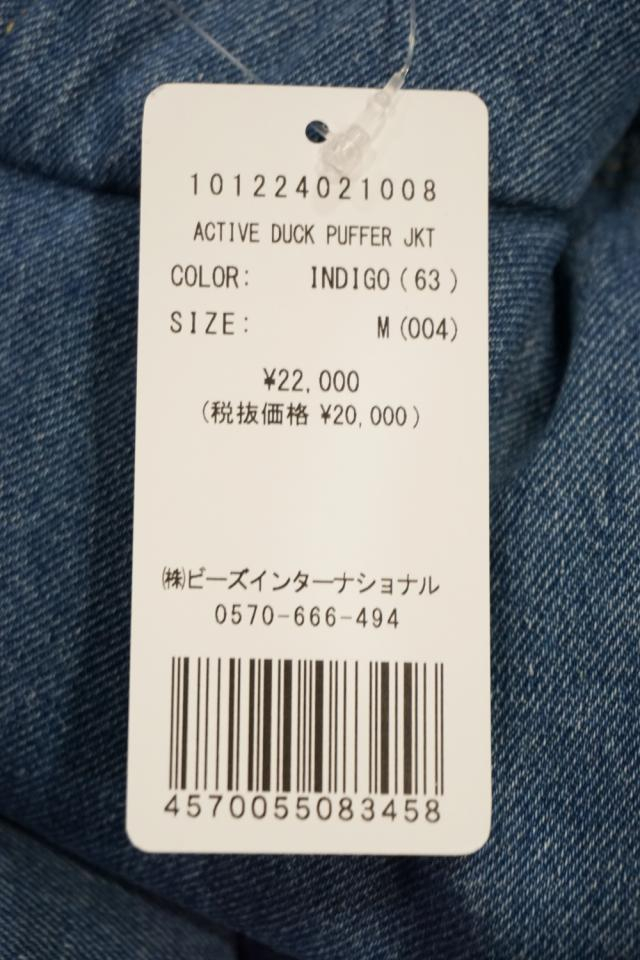 101224021008
ACTIVE DUCK PUFFER JKT
COLOR: INDIGO(63)
SIZE: M(004)
¥22,000
(税抜価格 ¥20,000)
㈱ビーズインターナショナル
0570-666-494
4570055083458